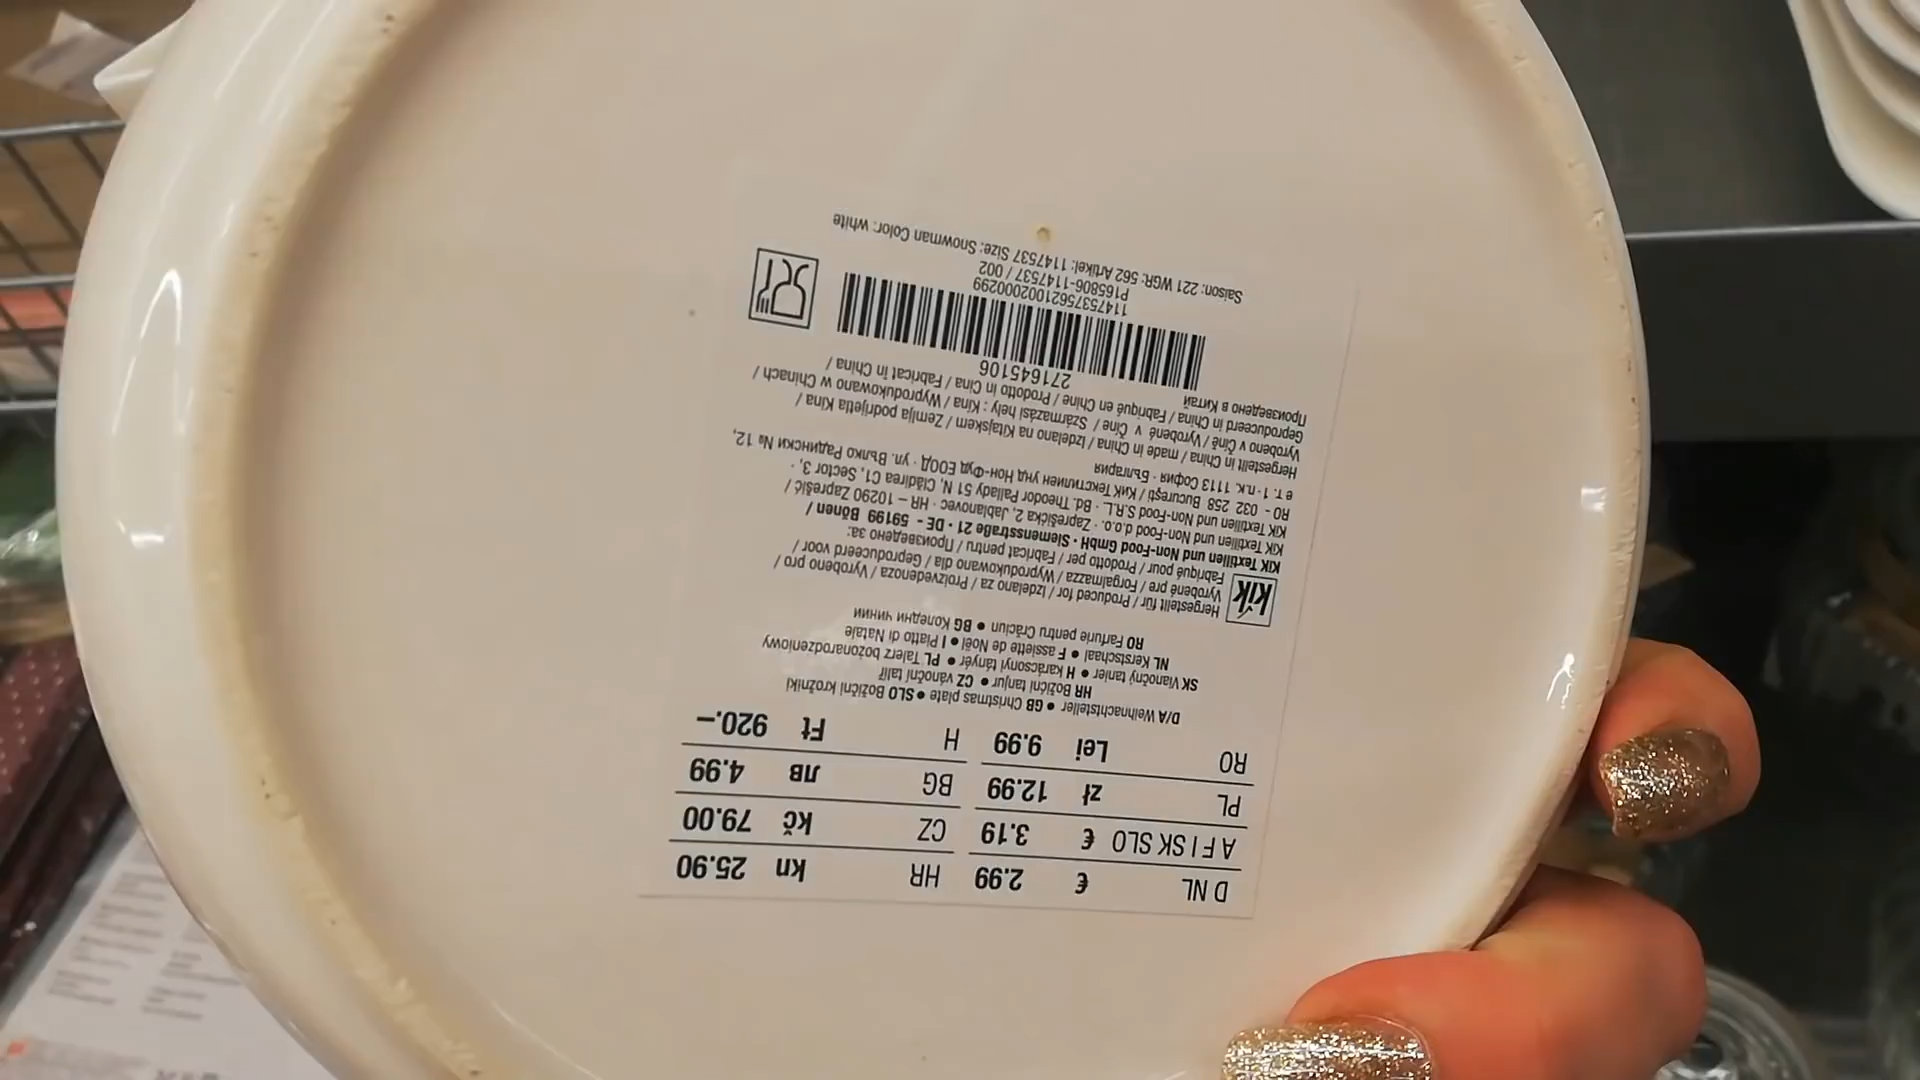 D NL € 2.99 HR kn 25.90
A F I SK SLO € 3.19 CZ kč 79.00
PL zł 12.99 BG лв 4.99
RO Lei 9.99 H Ft 920.–
D/A Weihnachtsteller ● GB Christmas plate ● SLO Božični krožniki
HR Božićni tanjur ● CZ vánoční talíř
SK Vianočný tanier ● H karácsonyi tányér ● PL Talerz bożonarodzeniowy
NL Kerstschaal ● F assiette de Noël ● I Piatto di Natale
RO Farfurie pentru Crăciun ● BG Коледни чинии
kik
Hergestellt für / Produced for / Izdelano za / Proizvedenoza / Vyrobeno pro /
Vyrobené pre / Forgalmazza / Wyprodukowano dla / Geproduceerd voor /
Fabriqué pour / Prodotto per / Fabricat pentru / Произведено за:
KiK Textilien und Non-Food GmbH · Siemensstraße 21 · DE - 59199 Bönen /
KiK Textilien und Non-Food d.o.o. · Zaprešićka 2, Jablanovec · HR – 10290 Zaprešić /
KiK Textilien und Non-Food S.R.L. · Bd. Theodor Pallady 51 N, Clădirea C1, Sector 3, ·
RO - 032 258 București / КиК Текстилиен унд Нон-Фуд ЕООД · ул. Вълко Радински № 12,
е т. 1 · п.к. 1113 София · България
Hergestellt in China / made in China / Izdelano na Kitajskem / Zemlja podrijetla Kina /
Vyrobeno v Číně / Vyrobené v Číne / Származási hely : Kína / Wyprodukowano w Chinach /
Geproduceerd in China / Fabriqué en Chine / Prodotto in Cina / Fabricat în China /
Произведено в Китай
271645106
1147537562100200299
P165806-1147537 / 002
Saison: 221 WGR: 562 Artikel: 1147537 Size: Snowman Color: white